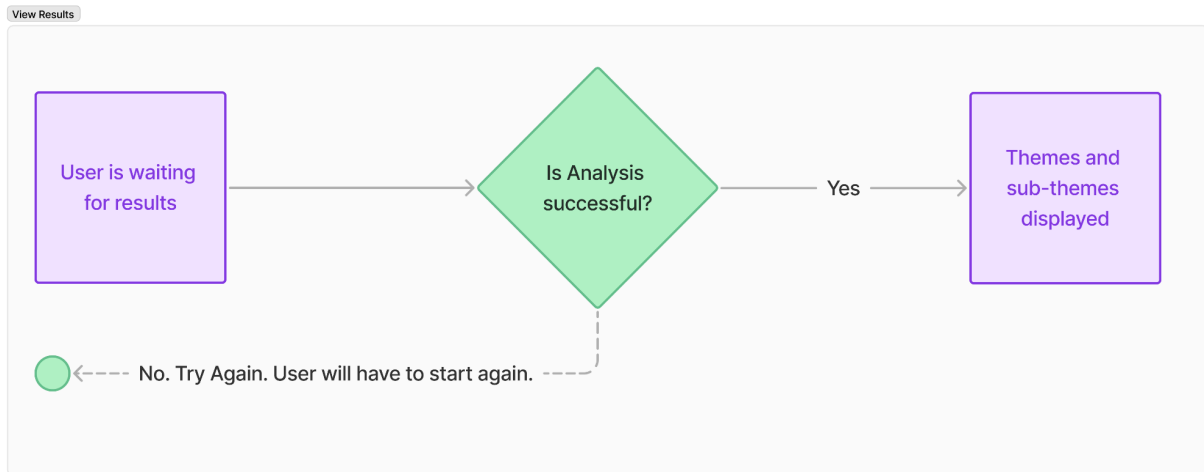 View Results
User is waiting
for results
Is Analysis
successful?
Yes
Themes and
sub-themes
displayed
No. Try Again. User will have to start again.